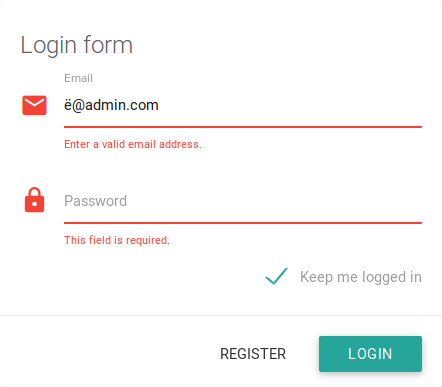 Login form
Email
ë@admin.com
Enter a valid email address.
Password
This field is required.
Keep me logged in
REGISTER
LOGIN